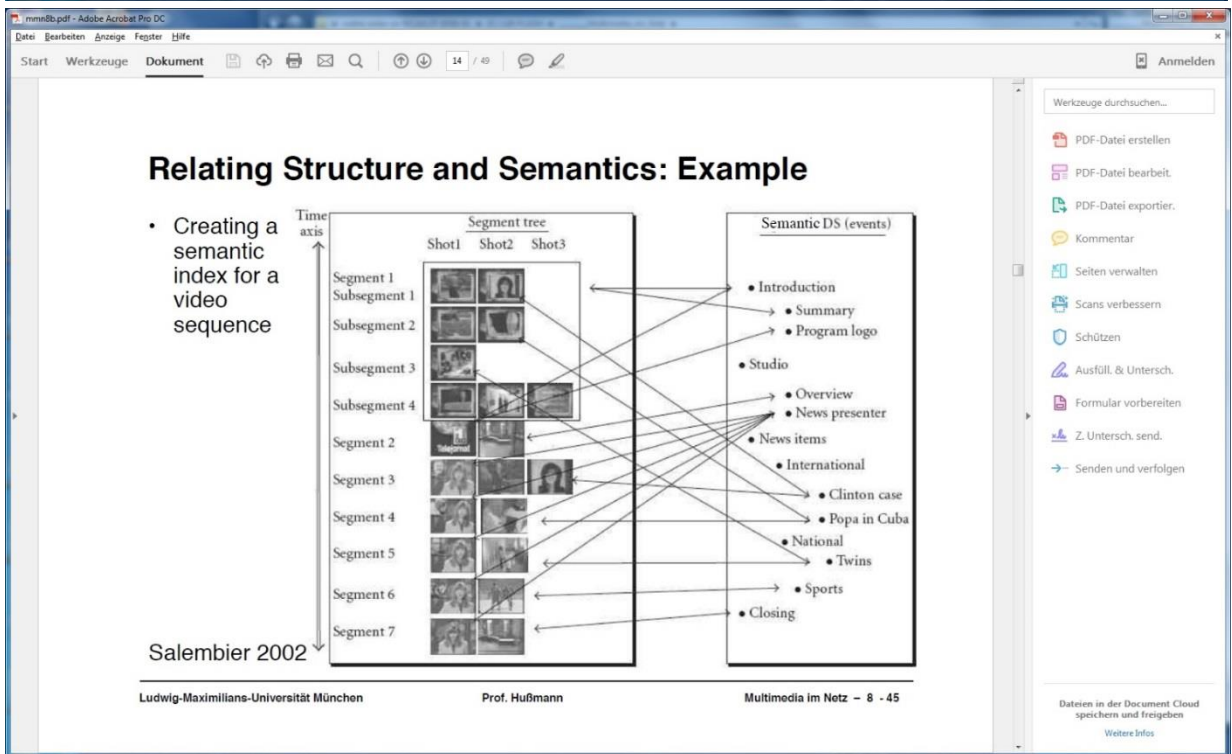 mmn8b.pdf - Adobe Acrobat Pro DC
Datei Bearbeiten Anzeige Fenster Hilfe
Start Werkzeuge Dokument 14 / 49 Anmelden
Relating Structure and Semantics: Example
• Creating a
semantic
index for a
video
sequence
Salembier 2002
Time
axis
Segment tree
Shot1 Shot2 Shot3
Segment 1
Subsegment 1
Subsegment 2
Subsegment 3
Subsegment 4
Segment 2
Telejornal
Segment 3
Segment 4
Segment 5
Segment 6
Segment 7
Semantic DS (events)
• Introduction
• Summary
• Program logo
• Studio
• Overview
• News presenter
• News items
• International
• Clinton case
• Popa in Cuba
• National
• Twins
• Sports
• Closing
Ludwig-Maximilians-Universität München Prof. Hußmann Multimedia im Netz – 8 - 45
Werkzeuge durchsuchen...
PDF-Datei erstellen
PDF-Datei bearbeit.
PDF-Datei exportier.
Kommentar
Seiten verwalten
Scans verbessern
Schützen
Ausfüll. & Untersch.
Formular vorbereiten
Z. Untersch. send.
Senden und verfolgen
Dateien in der Document Cloud
speichern und freigeben
Weitere Infos